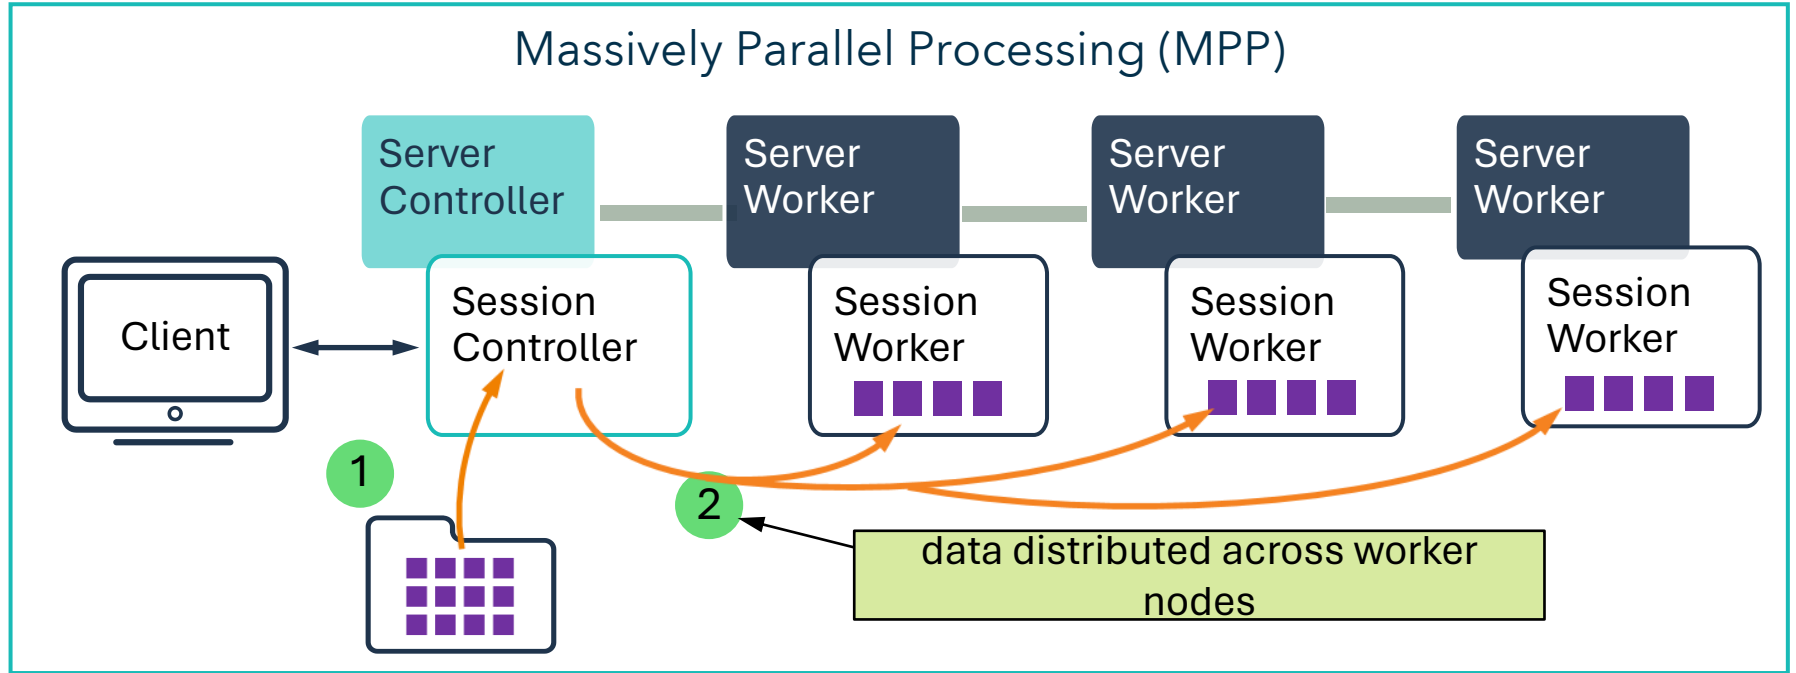 Massively Parallel Processing (MPP)
Server
Controller
Server
Worker
Server
Worker
Server
Worker
Client
Session
Controller
Session
Worker
Session
Worker
Session
Worker
1
2
data distributed across worker
nodes